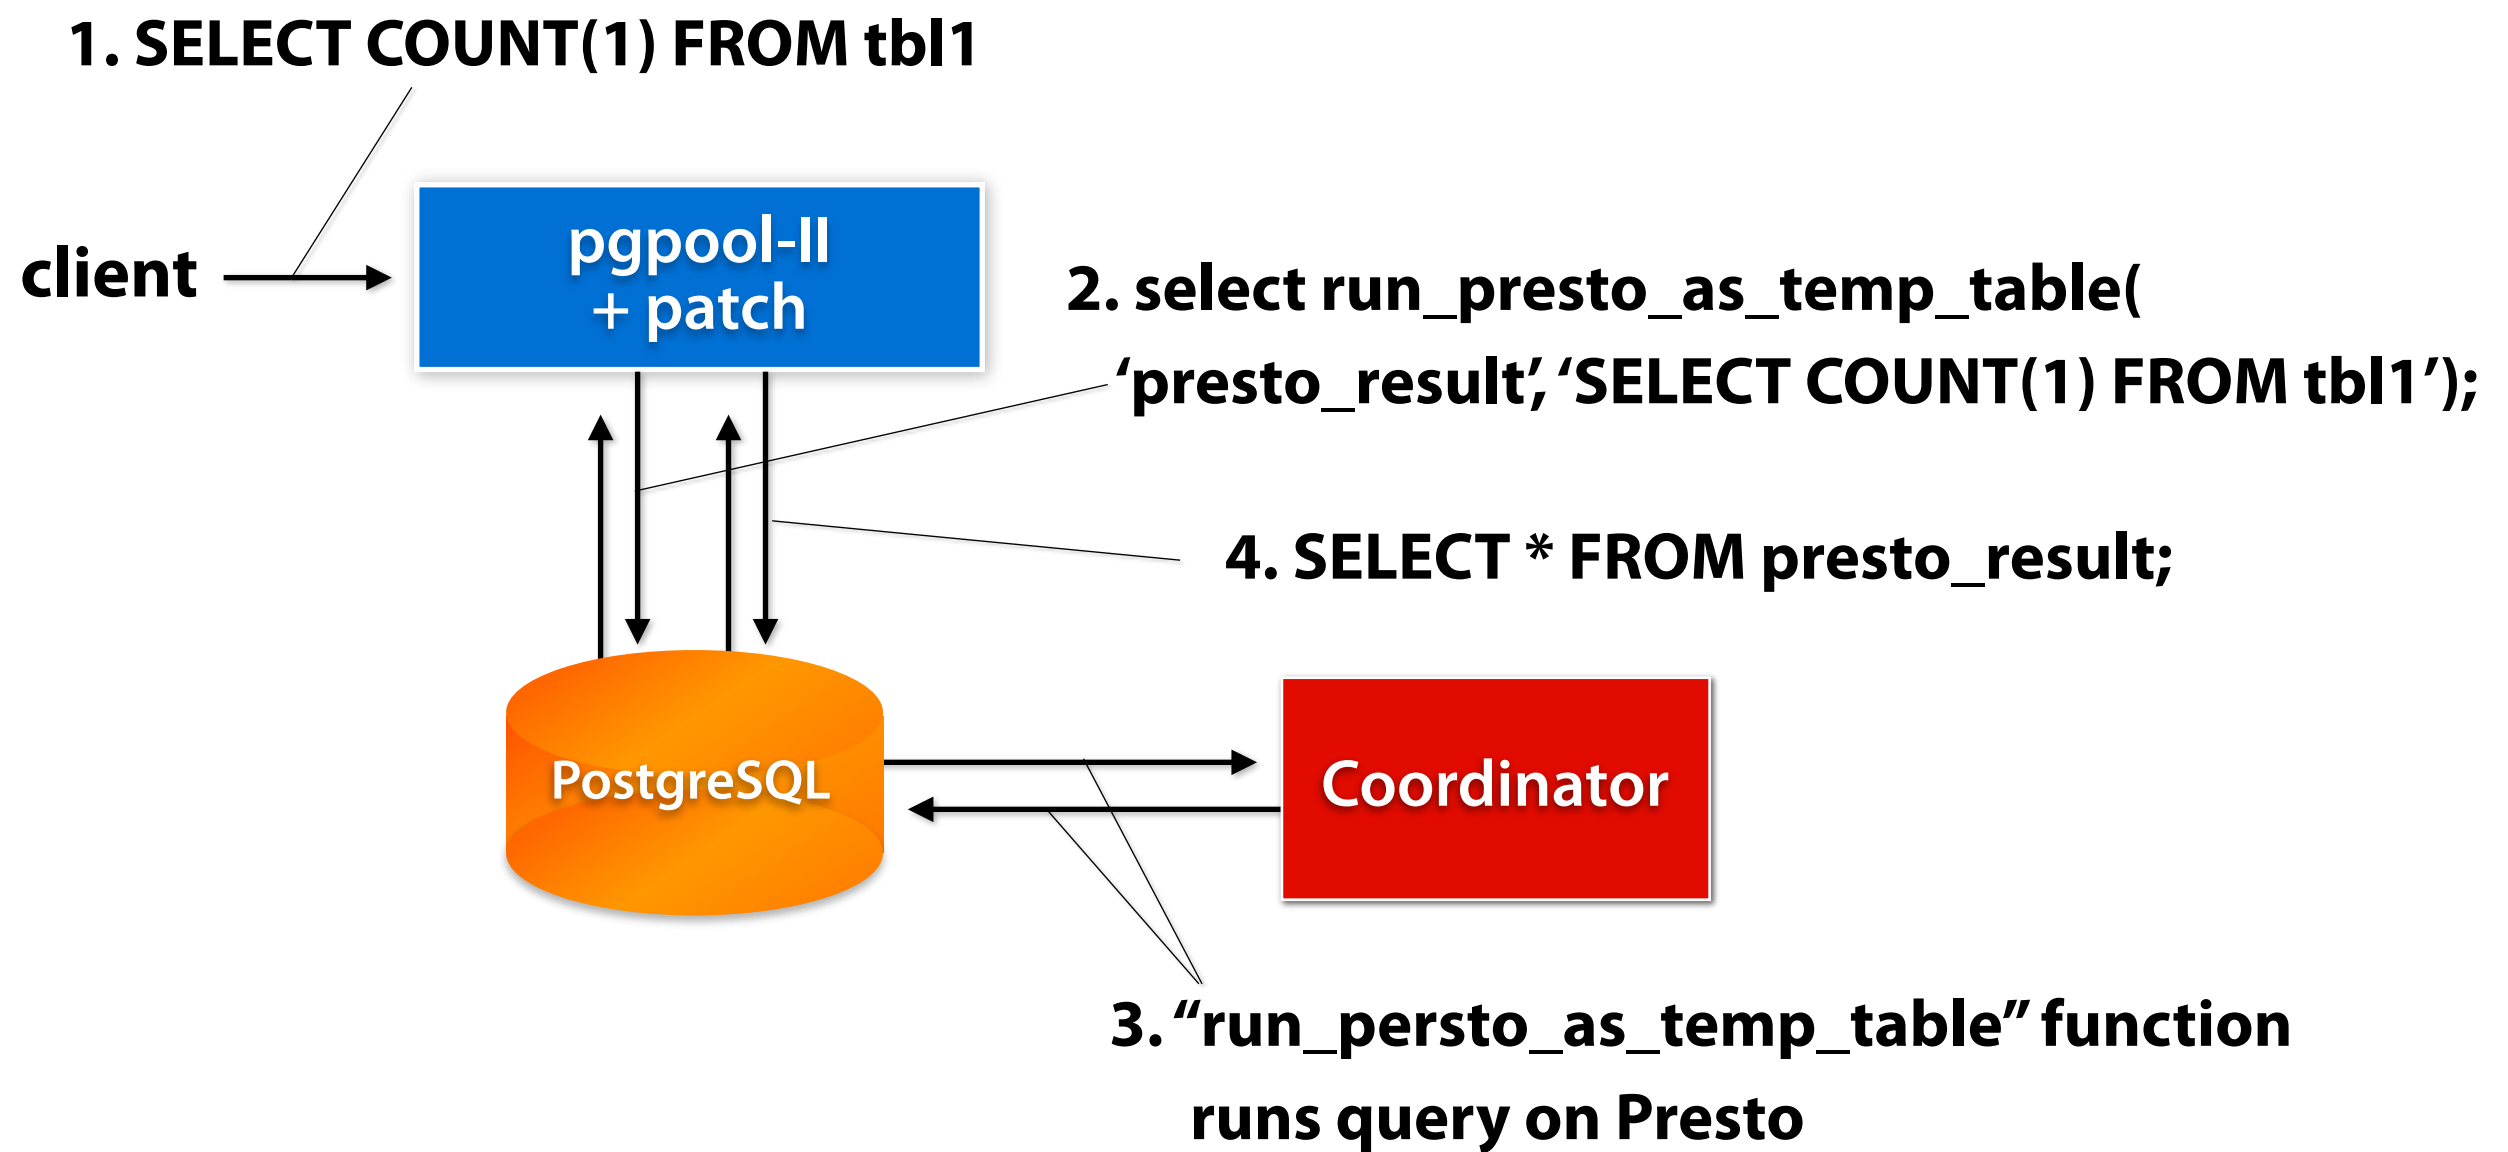 1. SELECT COUNT(1) FROM tbl1
client
pgpool-II
+ patch
2. select run_presto_as_temp_table(
‘presto_result’, ‘SELECT COUNT(1) FROM tbl1’);
4. SELECT * FROM presto_result;
PostgreSQL
Coordinator
3. “run_persto_as_temp_table” function
runs query on Presto